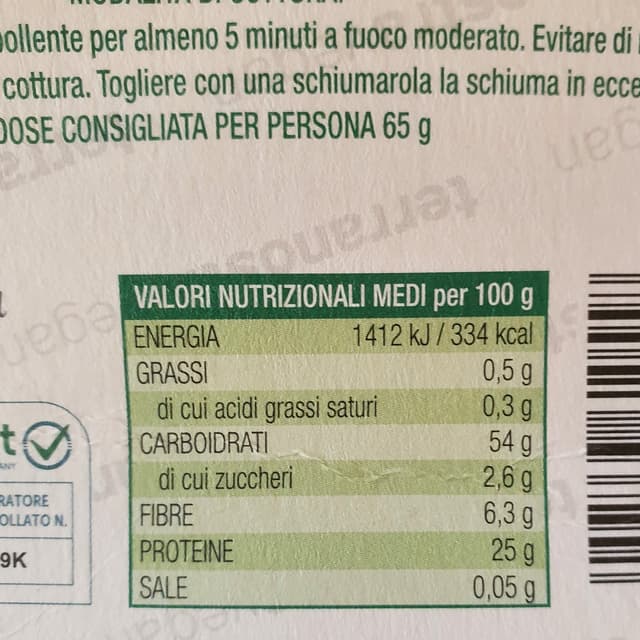 ollente per almeno 5 minuti a fuoco moderato. Evitare di
cottura. Togliere con una schiumarola la schiuma in ecce
DOSE CONSIGLIATA PER PERSONA 65 g
terranostra
vegan
VALORI NUTRIZIONALI MEDI per 100 g
ENERGIA 1412 kJ / 334 kcal
GRASSI 0,5 g
di cui acidi grassi saturi 0,3 g
CARBOIDRATI 54 g
di cui zuccheri 2,6 g
FIBRE 6,3 g
PROTEINE 25 g
SALE 0,05 g
t
ANY
RATORE
OLLATO N.
9K